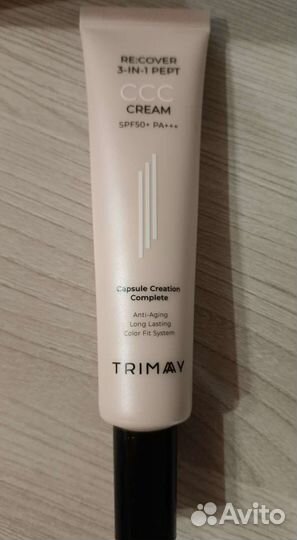 RE:COVER
3-IN-1 PEPT
CCC
CREAM
SPF50+ PA+++
Capsule Creation
Complete
Anti-Aging
Long Lasting
Color Fit System
TRIMAY
Avito